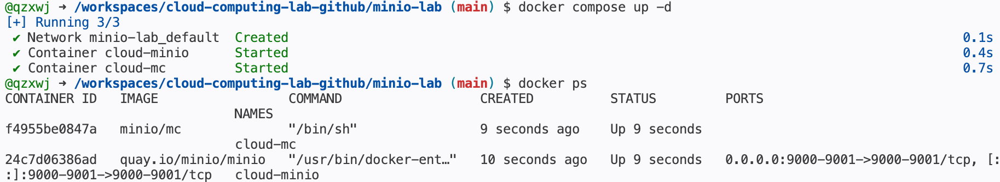 @qzxwj ➜ /workspaces/cloud-computing-lab-github/minio-lab (main) $ docker compose up -d
[+] Running 3/3
✔ Network minio-lab_default  Created 0.1s
✔ Container cloud-minio      Started 0.4s
✔ Container cloud-mc         Started 0.7s
@qzxwj ➜ /workspaces/cloud-computing-lab-github/minio-lab (main) $ docker ps
CONTAINER ID   IMAGE                 COMMAND                  CREATED          STATUS         PORTS
NAMES
f4955be0847a   minio/mc              "/bin/sh"                9 seconds ago    Up 9 seconds
cloud-mc
24c7d06386ad   quay.io/minio/minio   "/usr/bin/docker-ent…"   10 seconds ago   Up 9 seconds   0.0.0.0:9000-9001->9000-9001/tcp, [:
:]:9000-9001->9000-9001/tcp   cloud-minio